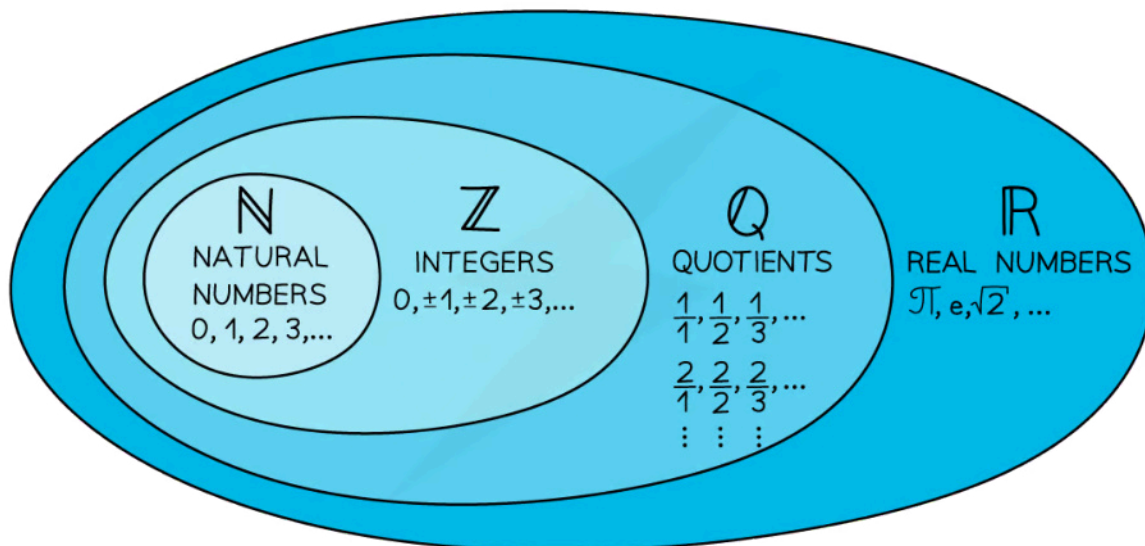 ℕ
NATURAL
NUMBERS
0, 1, 2, 3,...
ℤ
INTEGERS
0, ±1, ±2, ±3,...
ℚ
QUOTIENTS
1/1, 1/2, 1/3, ...
2/1, 2/2, 2/3, ...
⋮ ⋮ ⋮
ℝ
REAL NUMBERS
π, e, √2, ...